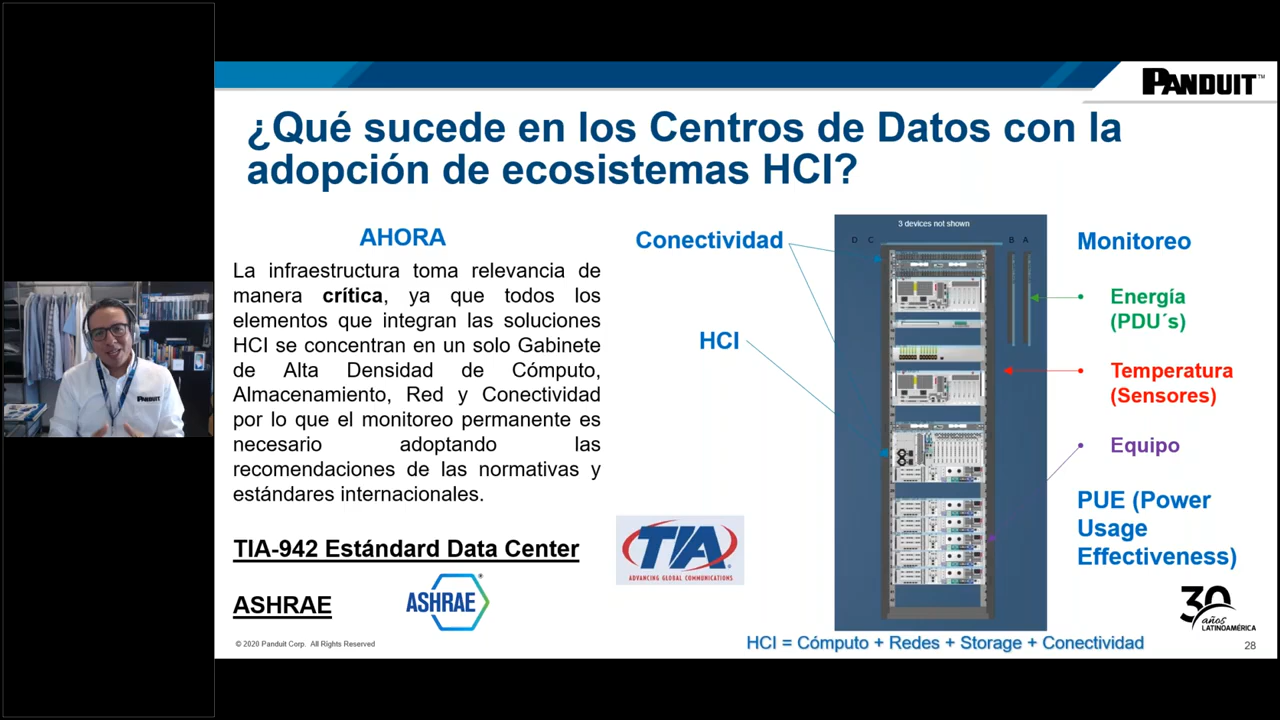 PANDUIT™
¿Qué sucede en los Centros de Datos con la
adopción de ecosistemas HCI?
AHORA
La infraestructura toma relevancia de
manera crítica, ya que todos los
elementos que integran las soluciones
HCI se concentran en un solo Gabinete
de Alta Densidad de Cómputo,
Almacenamiento, Red y Conectividad
por lo que el monitoreo permanente es
necesario adoptando las
recomendaciones de las normativas y
estándares internacionales.
TIA-942 Estándard Data Center
ASHRAE
ASHRAE
TIA®
ADVANCING GLOBAL COMMUNICATIONS
Conectividad
HCI
3 devices not shown
D C B A
Monitoreo
Energía
(PDU´s)
Temperatura
(Sensores)
Equipo
PUE (Power
Usage
Effectiveness)
30
años
LATINOAMÉRICA
HCI = Cómputo + Redes + Storage + Conectividad
© 2020 Panduit Corp. All Rights Reserved
28
PANDUIT